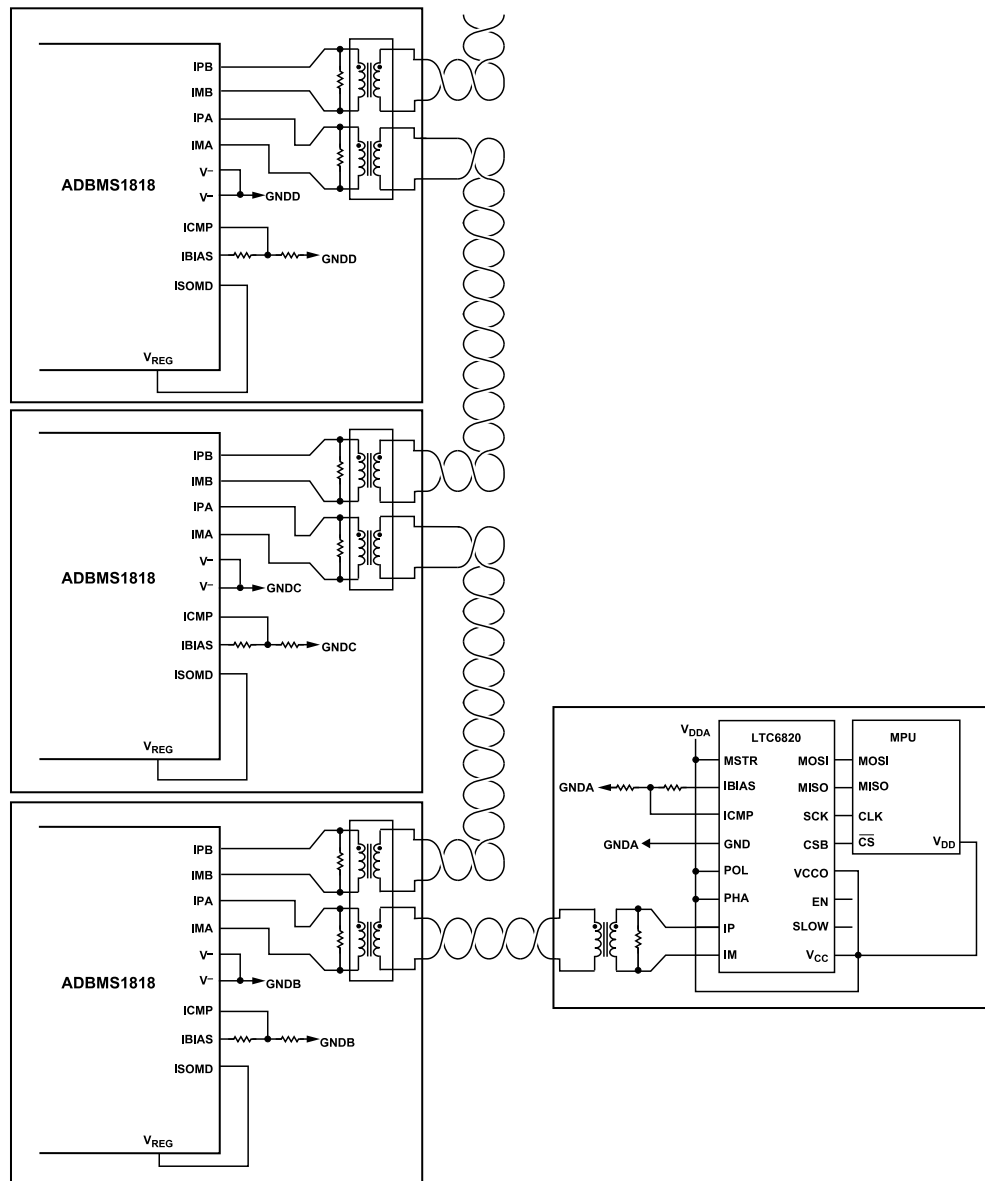 IPB
IMB
IPA
IMA
V–
ADBMS1818
V–
GNDD
ICMP
IBIAS
GNDD
ISOMD
VREG
IPB
IMB
IPA
IMA
V–
ADBMS1818
V–
GNDC
ICMP
IBIAS
GNDC
ISOMD
VREG
IPB
IMB
IPA
IMA
V–
ADBMS1818
V–
GNDB
ICMP
IBIAS
GNDB
ISOMD
VREG
VDDA
LTC6820
MPU
MSTR
MOSI
MOSI
GNDA
IBIAS
MISO
MISO
ICMP
SCK
CLK
GNDA
GND
CSB
CS
VDD
POL
VCCO
PHA
EN
IP
SLOW
IM
VCC